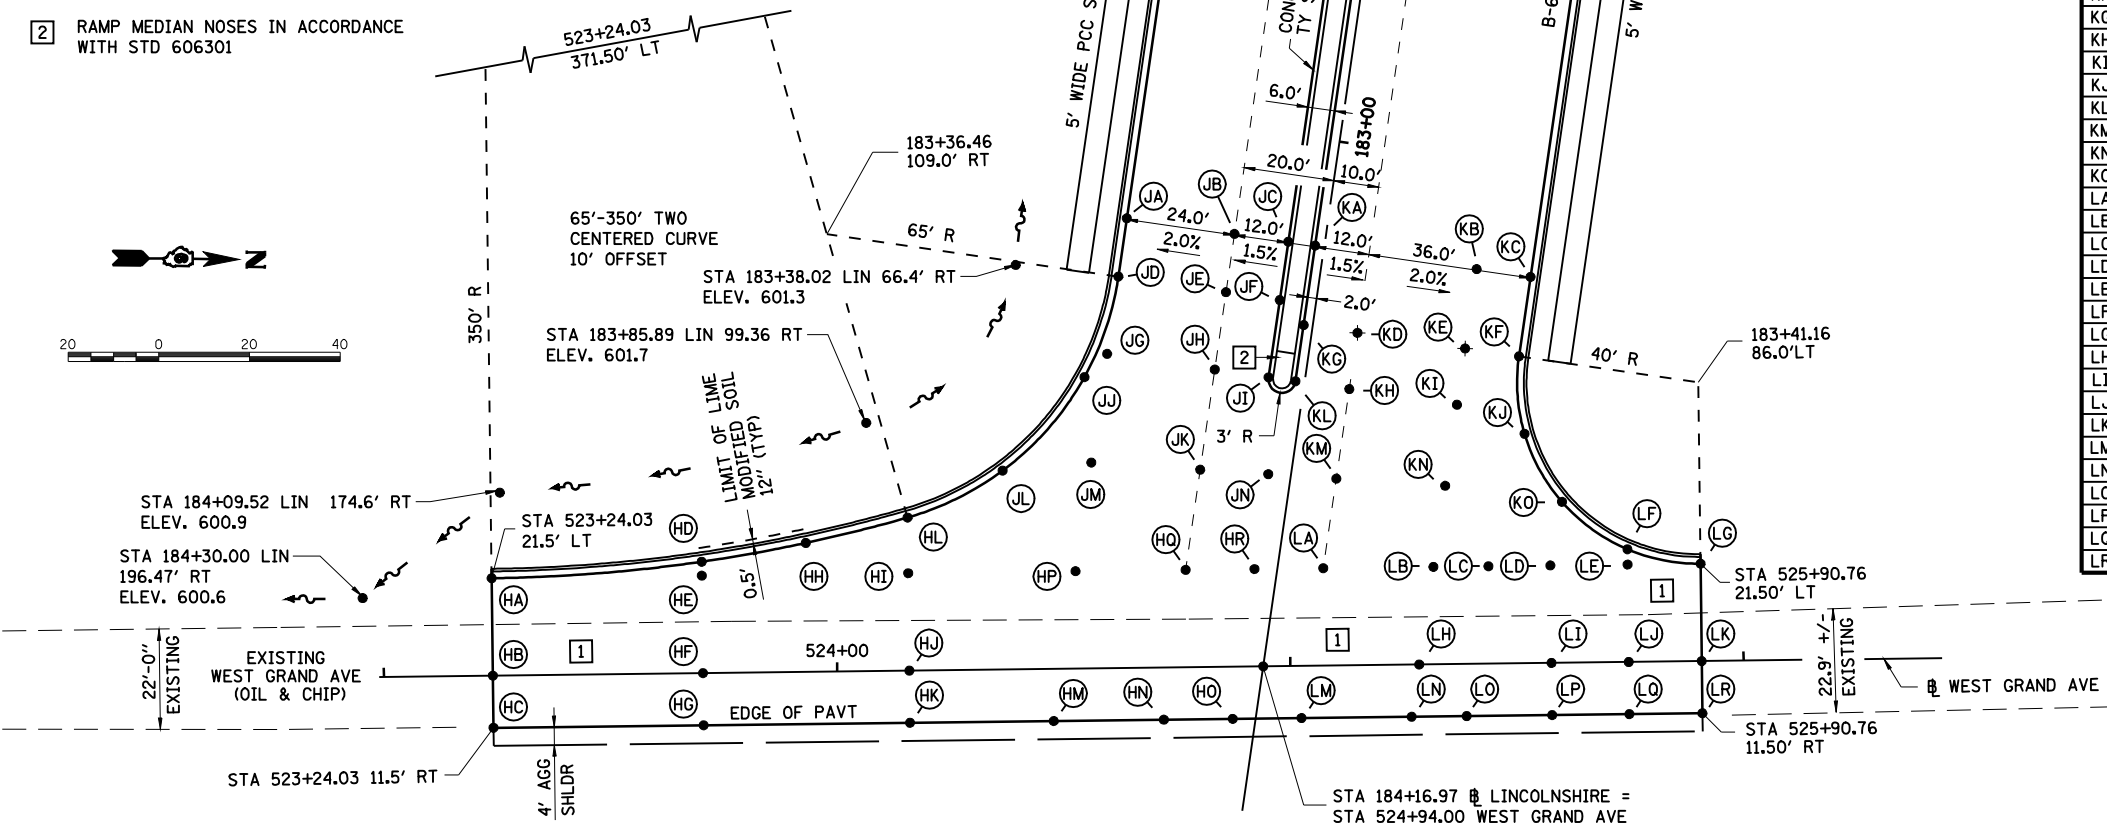 2 RAMP MEDIAN NOSES IN ACCORDANCE
WITH STD 606301
523+24.03
371.50' LT
5' WIDE PCC S
6.0'
183+00
B-6
5' W
183+36.46
109.0' RT
20.0'
10.0'
JA
JB
JC
KA
24.0'
12.0'
12.0'
36.0'
KB
KC
2.0%
1.5%
1.5%
2.0%
65'-350' TWO
CENTERED CURVE
10' OFFSET
65' R
N
STA 183+38.02 LIN 66.4' RT
ELEV. 601.3
JD
JE
JF
2.0'
350' R
20 0 20 40
STA 183+85.89 LIN 99.36 RT
ELEV. 601.7
JG
JH
2
KG
KD
KE
KF
40' R
183+41.16
86.0'LT
LIMIT OF LIME
MODIFIED SOIL
12" (TYP)
JJ
JI
KL
KH
KI
KJ
3' R
JK
KM
KN
STA 184+09.52 LIN 174.6' RT
ELEV. 600.9
JL
JM
JN
KO
LF
LG
STA 523+24.03
21.5' LT
HD
HL
HQ
HR
LA
STA 184+30.00 LIN
196.47' RT
ELEV. 600.6
HA
HE
0.5'
HH
HI
HP
LB
LC
LD
LE
1
STA 525+90.76
21.50' LT
22'-0"
EXISTING
EXISTING
WEST GRAND AVE
(OIL & CHIP)
HB
1
HF
524+00
HJ
1
LH
LI
LJ
LK
22.9' +/-
EXISTING
HC
HG
EDGE OF PAVT
HK
HM
HN
HO
LM
LN
LO
LP
LQ
LR
BL WEST GRAND AVE
STA 525+90.76
11.50' RT
STA 523+24.03 11.5' RT
4' AGG
SHLDR
STA 184+16.97 BL LINCOLNSHIRE =
STA 524+94.00 WEST GRAND AVE